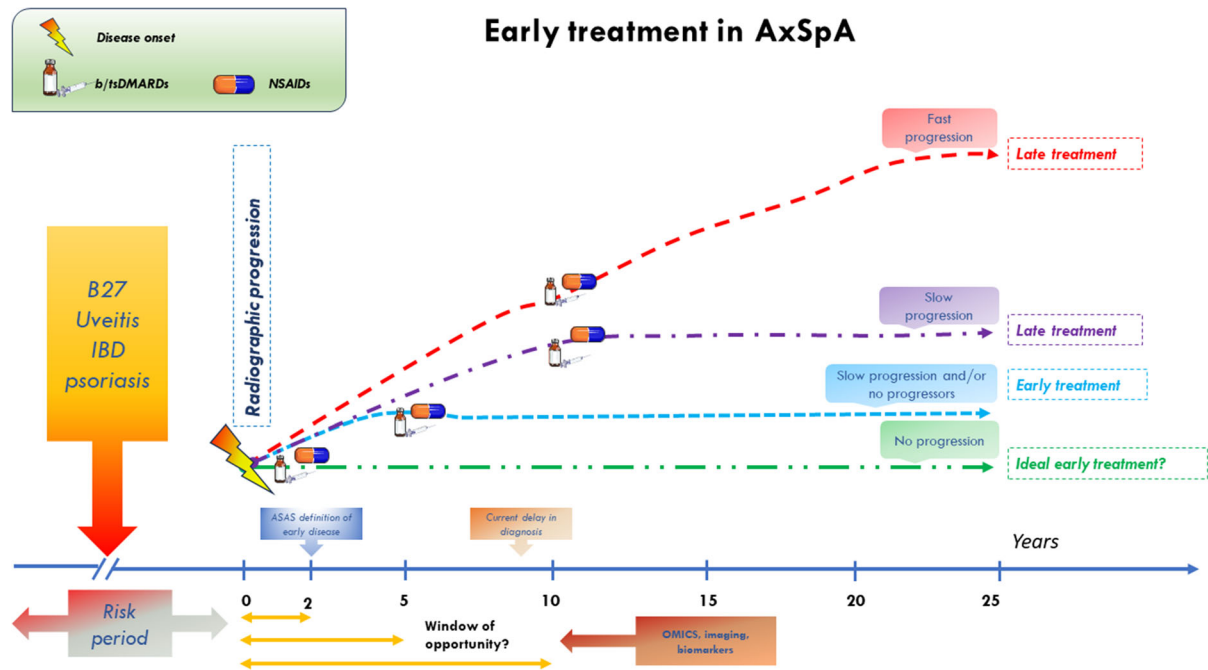 Early treatment in AxSpA
Disease onset
b/tsDMARDs
NSAIDs
Radiographic progression
B27
Uveitis
IBD
psoriasis
Fast
progression
Late treatment
Slow
progression
Late treatment
Slow progression and/or
no progressors
Early treatment
No progression
Ideal early treatment?
ASAS definition of
early disease
Current delay in
diagnosis
Years
0
2
5
10
15
20
25
Risk
period
Window of
opportunity?
OMICS, imaging,
biomarkers